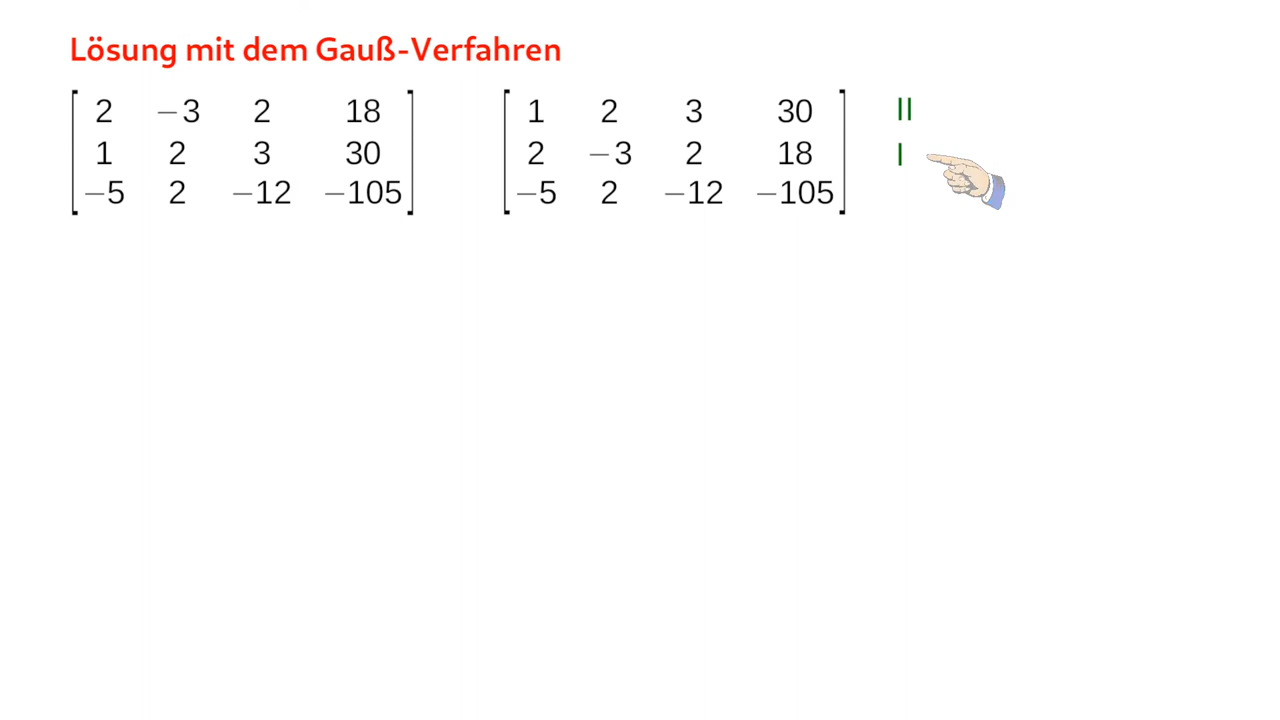 Lösung mit dem Gauß-Verfahren
2 −3 2 18 1 2 3 30 II
1 2 3 30 2 −3 2 18 I
−5 2 −12 −105 −5 2 −12 −105